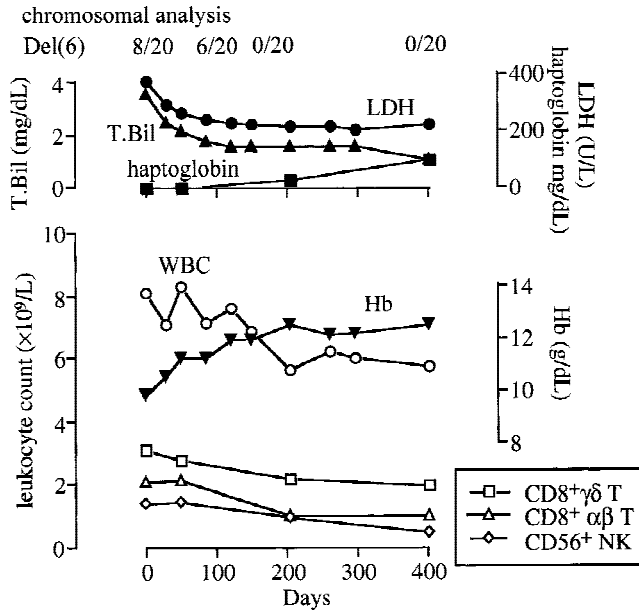 chromosomal analysis
Del(6) 8/20 6/20 0/20 0/20
T.Bil (mg/dL)
4
2
0
LDH
T.Bil
haptoglobin
400
200
0
LDH (U/L)
haptoglobin mg/dL)
leukocyte count (×10⁹/L)
10
8
6
4
2
0
WBC
Hb
14
12
10
8
Hb (g/dL)
CD8⁺γδ T
CD8⁺ αβ T
CD56⁺ NK
0 100 200 300 400
Days